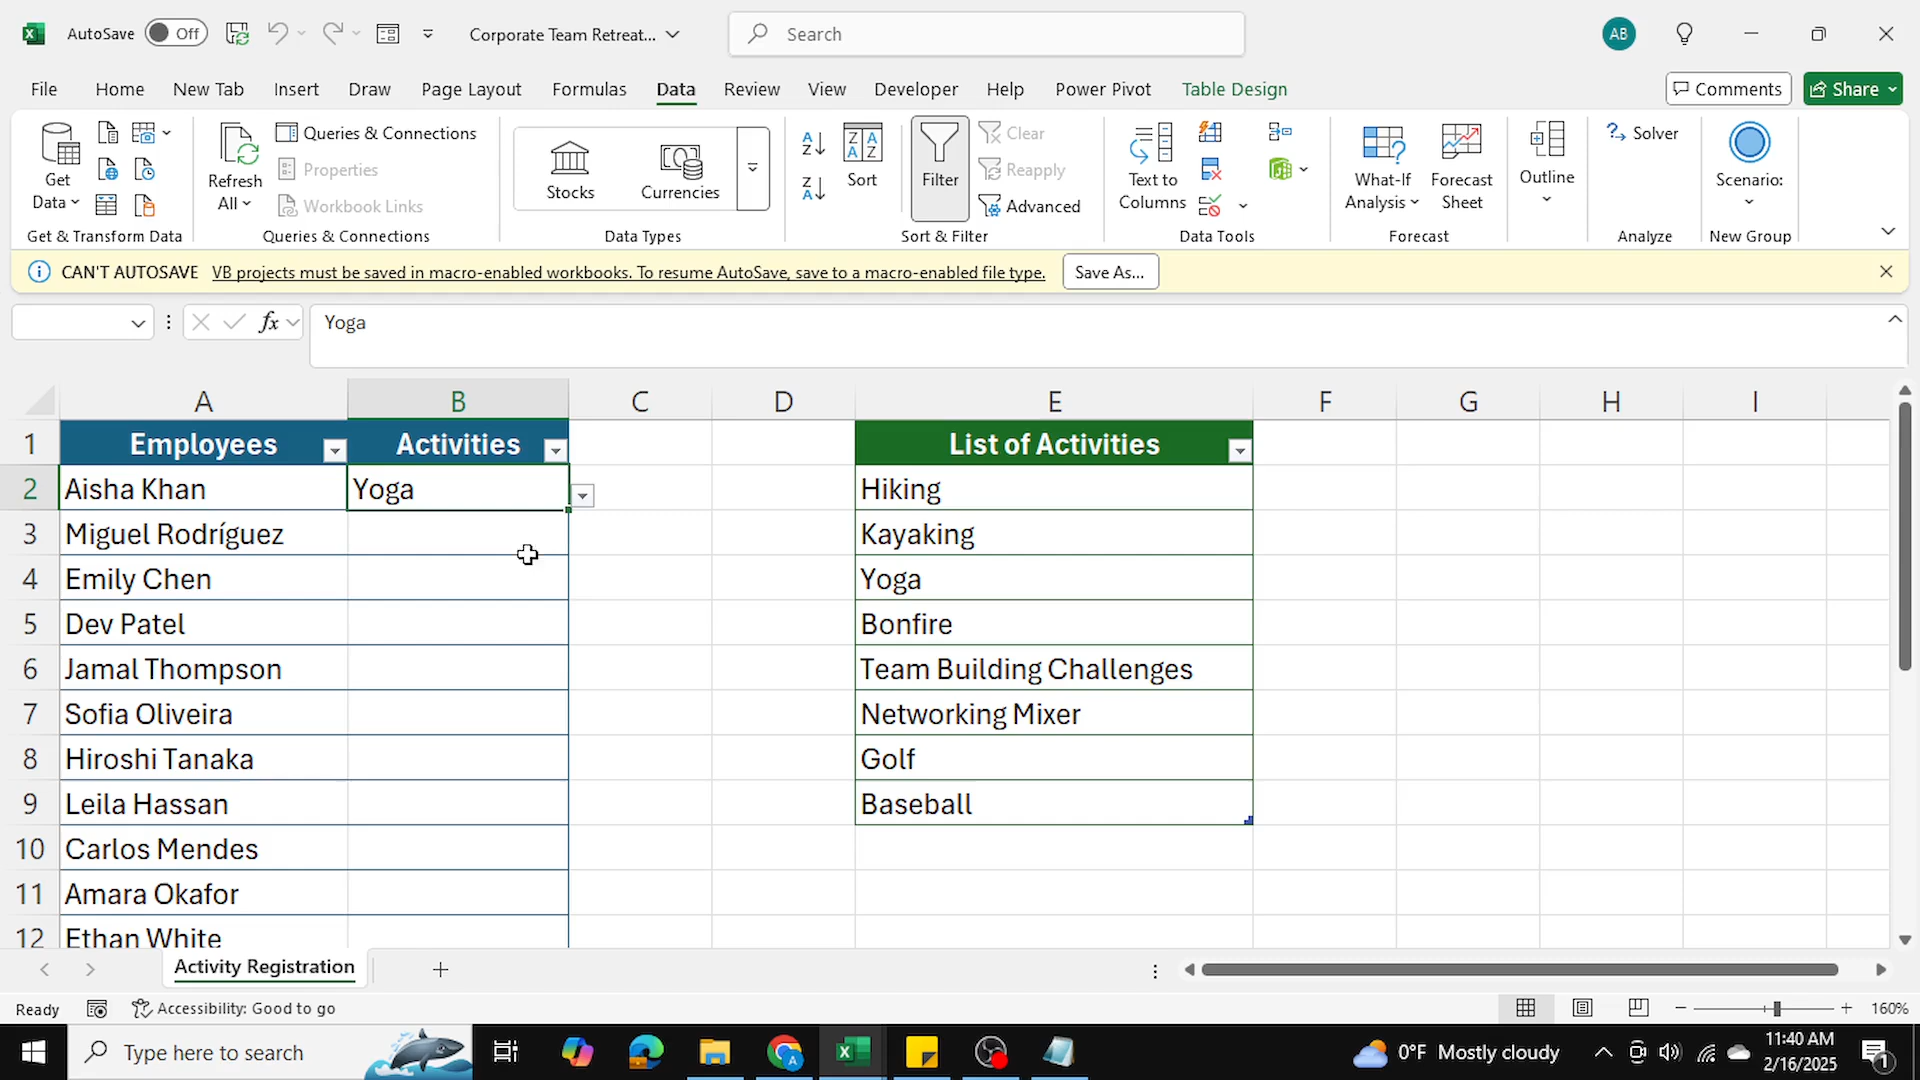 AutoSave Off Corporate Team Retreat... Search AB
File Home New Tab Insert Draw Page Layout Formulas Data Review View Developer Help Power Pivot Table Design Comments Share
Get Data
Refresh All
Queries & Connections
Properties
Workbook Links
Stocks
Currencies
Sort
Filter
Clear
Reapply
Advanced
Text to Columns
What-If Analysis
Forecast Sheet
Outline
Solver
Scenario:
Get & Transform Data Queries & Connections Data Types Sort & Filter Data Tools Forecast Analyze New Group
CAN'T AUTOSAVE VB projects must be saved in macro-enabled workbooks. To resume AutoSave, save to a macro-enabled file type. Save As...
fx Yoga
A B C D E F G H I
1 Employees Activities List of Activities
2 Aisha Khan Yoga Hiking
3 Miguel Rodríguez Kayaking
4 Emily Chen Yoga
5 Dev Patel Bonfire
6 Jamal Thompson Team Building Challenges
7 Sofia Oliveira Networking Mixer
8 Hiroshi Tanaka Golf
9 Leila Hassan Baseball
10 Carlos Mendes
11 Amara Okafor
12 Ethan White
Activity Registration
Ready Accessibility: Good to go 160%
Type here to search 0°F Mostly cloudy 11:40 AM
2/16/2025 1